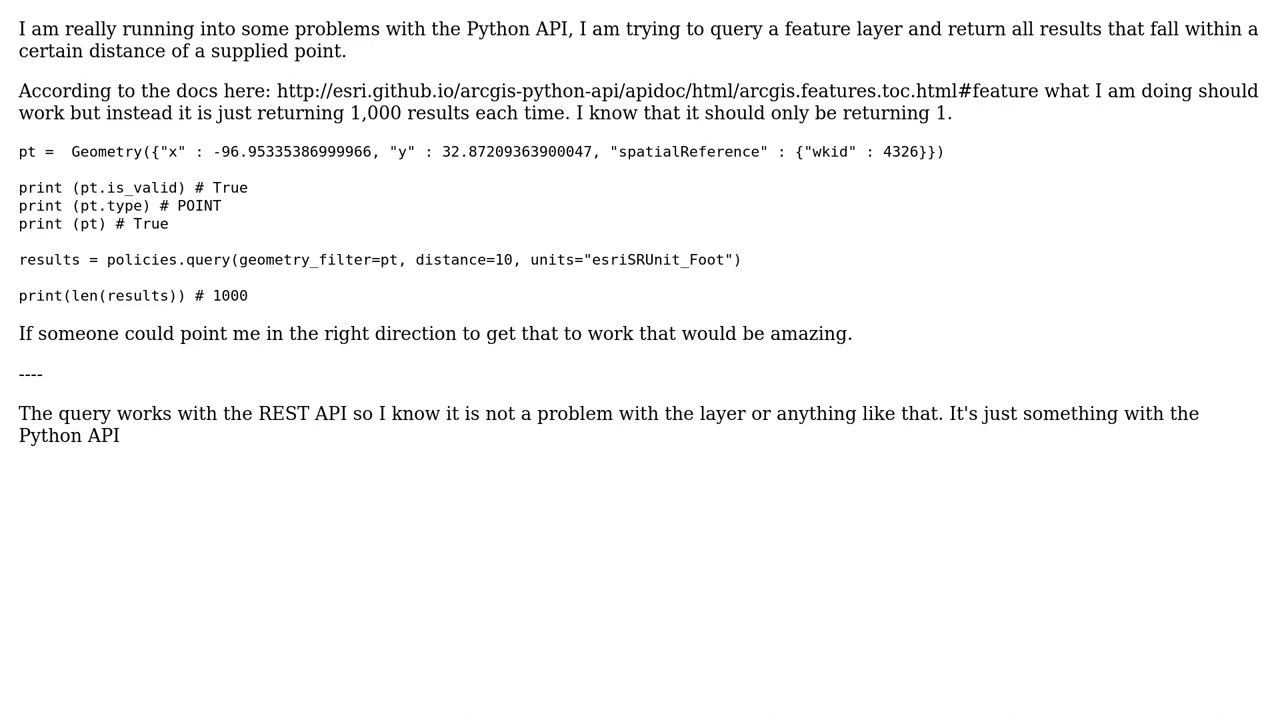 I am really running into some problems with the Python API, I am trying to query a feature layer and return all results that fall within a
certain distance of a supplied point.
According to the docs here: http://esri.github.io/arcgis-python-api/apidoc/html/arcgis.features.toc.html#feature what I am doing should
work but instead it is just returning 1,000 results each time. I know that it should only be returning 1.
pt =  Geometry({"x" : -96.95335386999966, "y" : 32.87209363900047, "spatialReference" : {"wkid" : 4326}})
print (pt.is_valid) # True
print (pt.type) # POINT
print (pt) # True
results = policies.query(geometry_filter=pt, distance=10, units="esriSRUnit_Foot")
print(len(results)) # 1000
If someone could point me in the right direction to get that to work that would be amazing.
----
The query works with the REST API so I know it is not a problem with the layer or anything like that. It's just something with the
Python API